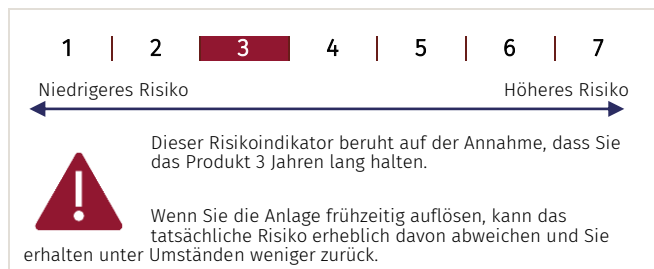 1 2 3 4 5 6 7
Niedrigeres Risiko Höheres Risiko
Dieser Risikoindikator beruht auf der Annahme, dass Sie
das Produkt 3 Jahren lang halten.
Wenn Sie die Anlage frühzeitig auflösen, kann das
tatsächliche Risiko erheblich davon abweichen und Sie
erhalten unter Umständen weniger zurück.